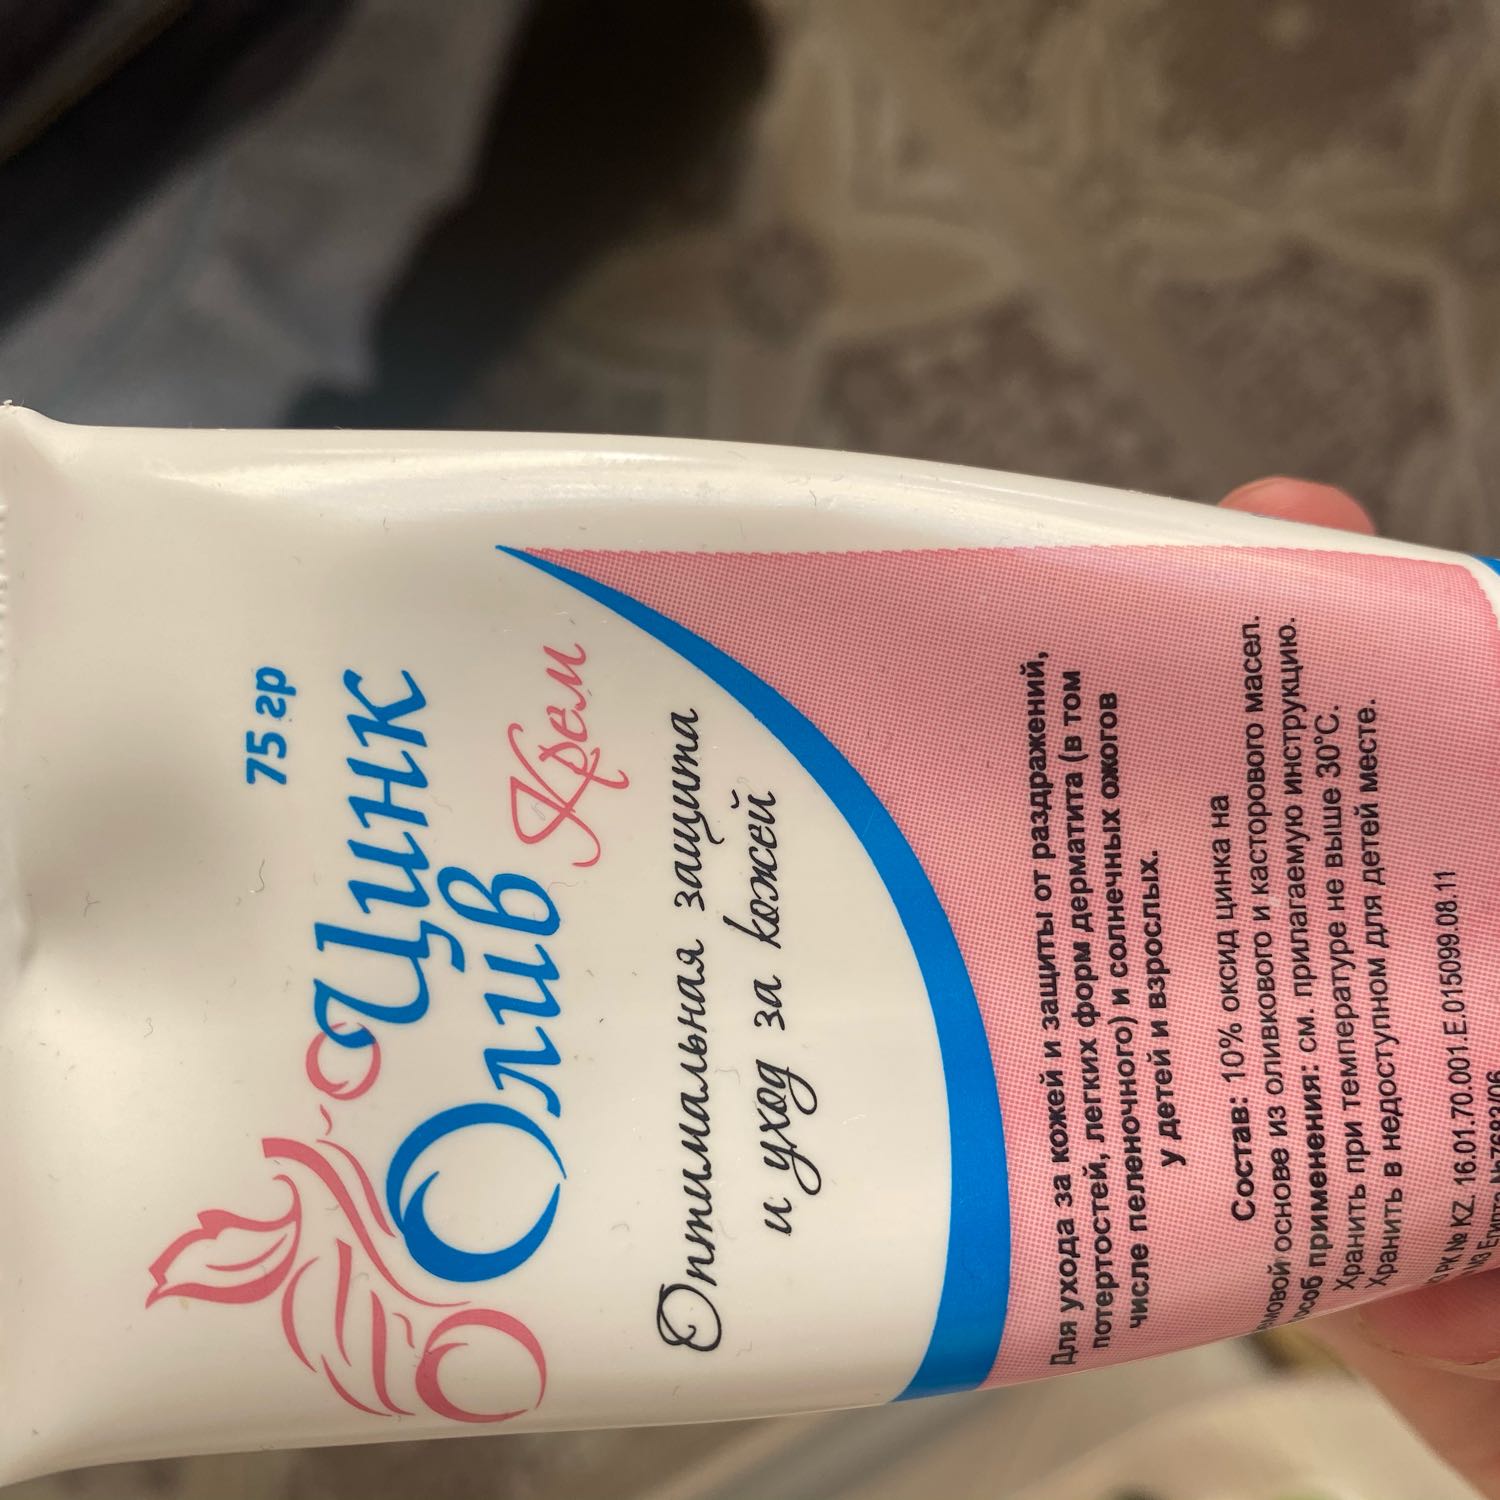 75 гр
Цинк
Олив
Крем
Оптимальная защита
и уход за кожей
Для ухода за кожей и защиты от раздражений,
потертостей, легких форм дерматита (в том
числе пеленочного) и солнечных ожогов
у детей и взрослых.
Состав: 10% оксид цинка на
основе из оливкового и касторового масел.
применения: см. прилагаемую инструкцию.
Хранить при температуре не выше 30°С.
Хранить в недоступном для детей месте.
РК № KZ. 16.01.70.001.E.015099.08.11